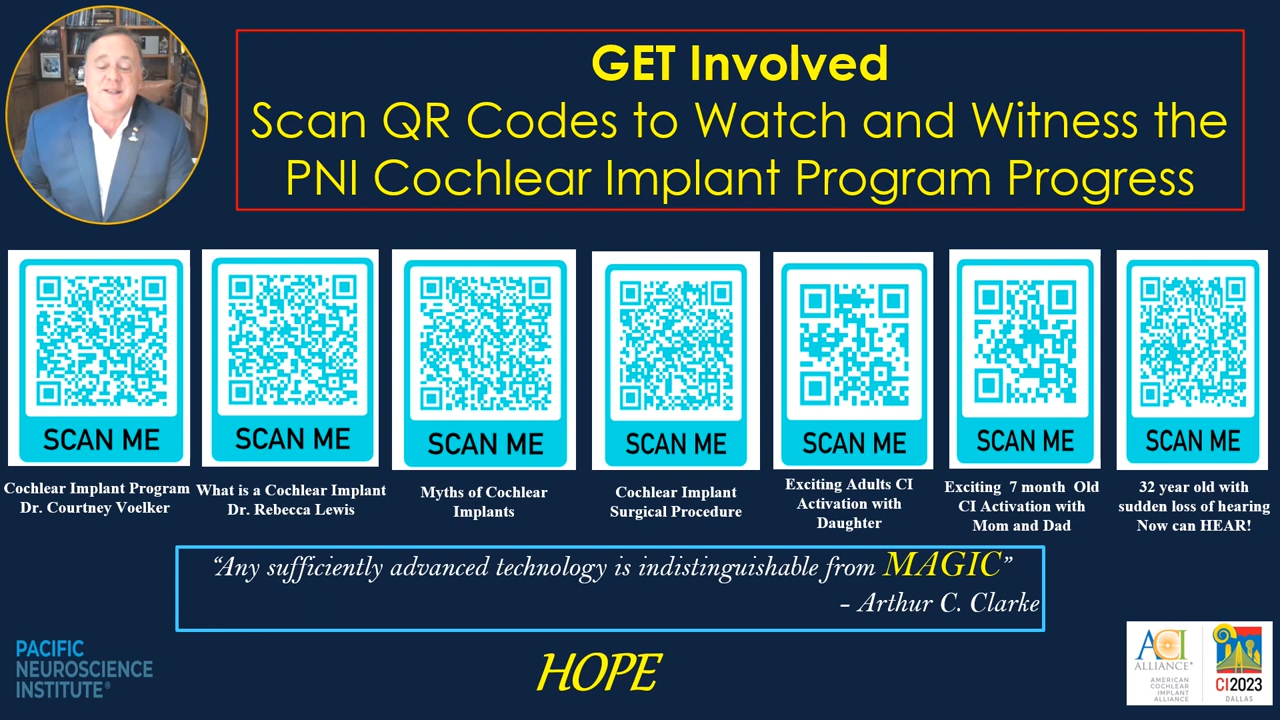 GET Involved
Scan QR Codes to Watch and Witness the
PNI Cochlear Implant Program Progress
SCAN ME
SCAN ME
SCAN ME
SCAN ME
SCAN ME
SCAN ME
SCAN ME
Cochlear Implant Program
Dr. Courtney Voelker
What is a Cochlear Implant
Dr. Rebecca Lewis
Myths of Cochlear
Implants
Cochlear Implant
Surgical Procedure
Exciting Adults CI
Activation with
Daughter
Exciting 7 month Old
CI Activation with
Mom and Dad
32 year old with
sudden loss of hearing
Now can HEAR!
“Any sufficiently advanced technology is indistinguishable from MAGIC”
– Arthur C. Clarke
PACIFIC
NEUROSCIENCE
INSTITUTE®
HOPE
ACI
ALLIANCE
AMERICAN
COCHLEAR
IMPLANT
ALLIANCE
CI2023
DALLAS